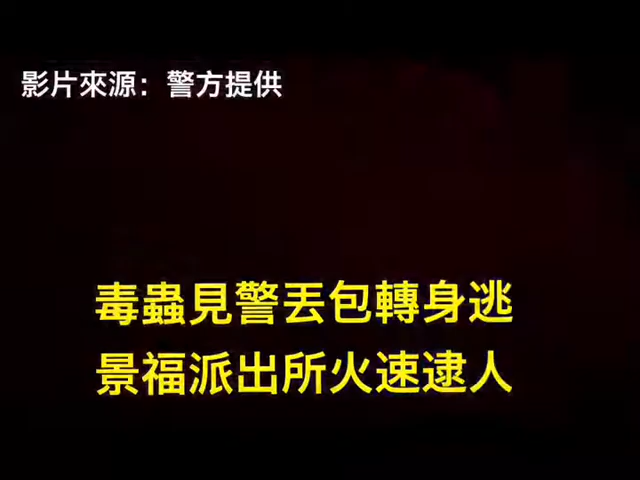 影片來源：警方提供
毒蟲見警丟包轉身逃
景福派出所火速逮人